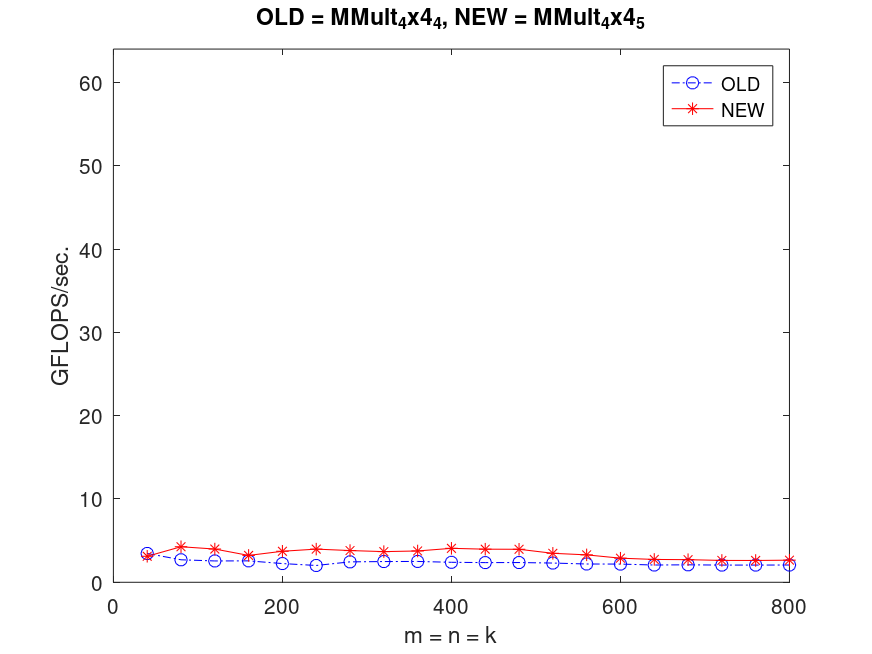 OLD = MMult₄x4₄, NEW = MMult₄x4₅
60
50
40
30
20
10
0
GFLOPS/sec.
OLD
NEW
0 200 400 600 800
m = n = k